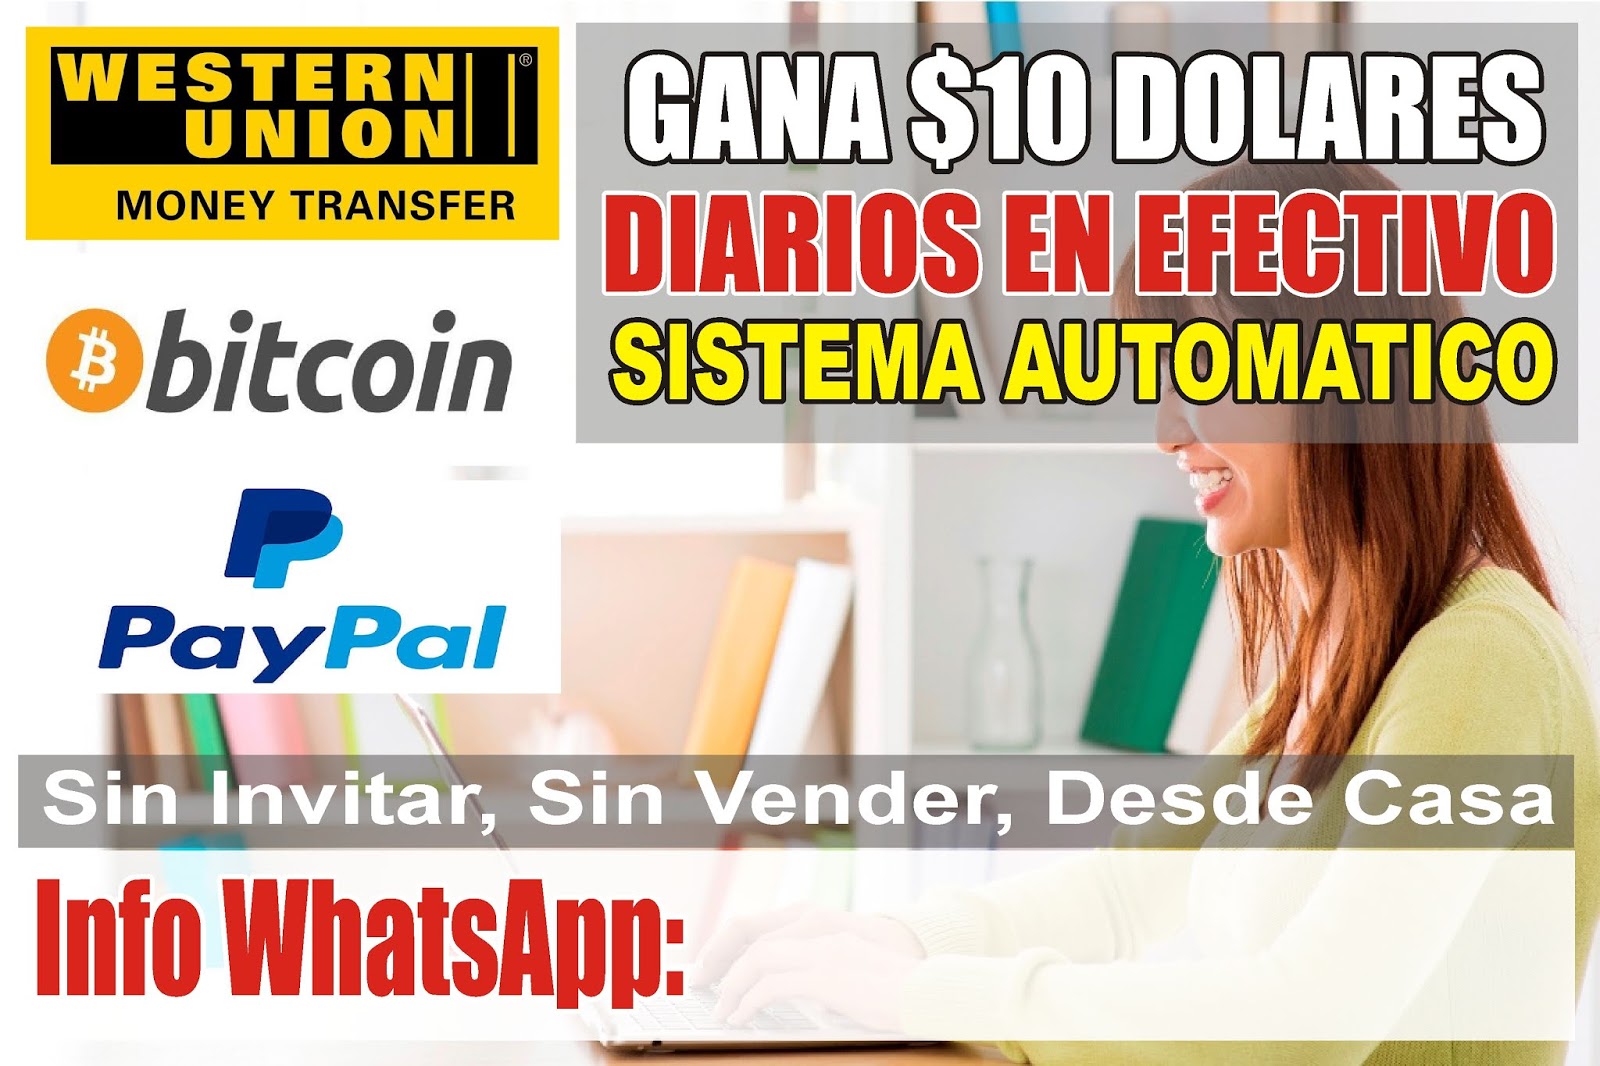 WESTERN
UNION
®
MONEY TRANSFER
bitcoin
PayPal
GANA $10 DOLARES
DIARIOS EN EFECTIVO
SISTEMA AUTOMATICO
Sin Invitar, Sin Vender, Desde Casa
Info WhatsApp: